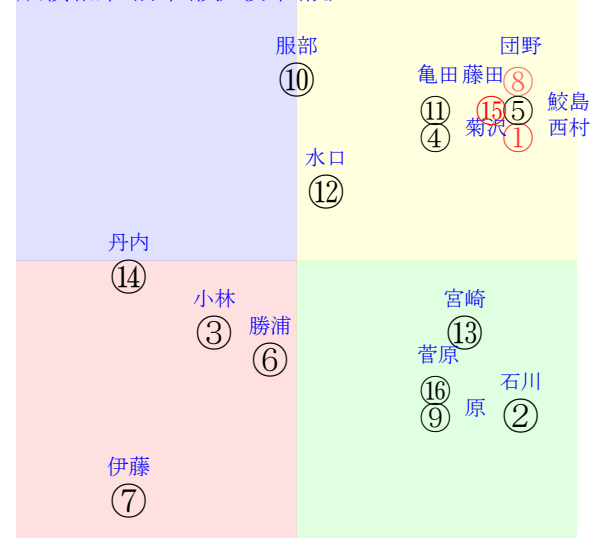 服部
団野
⑩
亀田 藤田
⑧
⑪ ⑮ ⑤ 鮫島
④ 菊沢 ① 西村
水口
⑫
丹内
⑭
小林
③
勝浦
⑥
宮崎
⑬
菅原
石川
⑯
⑨ 原 ②
伊藤
⑦